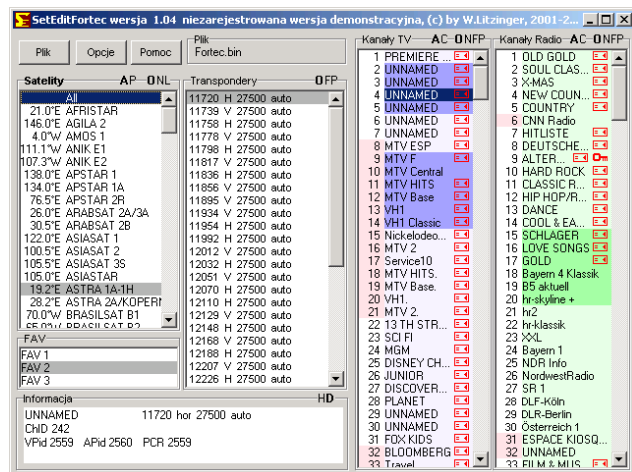 SetEditFortec wersja 1.04 niezarejestrowana wersja demonstracyjna, (c) by W.Litzinger, 2001-2...
Plik
Opcje
Pomoc
Plik
Fortec.bin
Satelity AP ONL
All
21.0°E AFRISTAR
146.0°E AGILA 2
4.0°W AMOS 1
111.1°W ANIK E1
107.3°W ANIK E2
138.0°E APSTAR 1
134.0°E APSTAR 1A
76.5°E APSTAR 2R
26.0°E ARABSAT 2A/3A
30.5°E ARABSAT 2B
122.0°E ASIASAT 1
100.5°E ASIASAT 2
105.5°E ASIASAT 3S
105.0°E ASIASTAR
19.2°E ASTRA 1A-1H
28.2°E ASTRA 2A/KOPERN
70.0°W BRASILSAT B1
65.0°W BRASILSAT B2
FAV
FAV 1
FAV 2
FAV 3
Transpondery OFP
11720 H 27500 auto
11739 V 27500 auto
11758 H 27500 auto
11778 V 27500 auto
11798 H 27500 auto
11817 V 27500 auto
11836 H 27500 auto
11856 V 27500 auto
11895 V 27500 auto
11934 V 27500 auto
11954 H 27500 auto
11992 H 27500 auto
12012 V 27500 auto
12032 H 27500 auto
12051 V 27500 auto
12070 H 27500 auto
12110 H 27500 auto
12129 V 27500 auto
12148 H 27500 auto
12168 V 27500 auto
12188 H 27500 auto
12207 V 27500 auto
12226 H 27500 auto
Informacja HD
UNNAMED 11720 hor 27500 auto
ChID 242
VPid 2559 APid 2560 PCR 2559
Kanały TV AC ONFP
1 PREMIERE ...
2 UNNAMED
3 UNNAMED
4 UNNAMED
5 UNNAMED
6 UNNAMED
7 UNNAMED
8 MTV ESP
9 MTV F
10 MTV Central
11 MTV HITS
12 MTV Base
13 VH1
14 VH1 Classic
15 Nickelodeo...
16 MTV 2
17 Service10
18 MTV HITS.
19 MTV Base.
20 VH1.
21 MTV 2.
22 13 TH STR...
23 SCI FI
24 MGM
25 DISNEY CH...
26 JUNIOR
27 DISCOVER...
28 PLANET
29 UNNAMED
30 UNNAMED
31 FOX KIDS
32 BLOOMBERG
33 Travel
Kanały Radio AC ONFP
1 OLD GOLD
2 SOUL CLAS...
3 X-MAS
4 NEW COUN...
5 COUNTRY
6 CNN Radio
7 HITLISTE
8 DEUTSCHE...
9 ALTER...
10 HARD ROCK
11 CLASSIC R...
12 HIP HOP/R...
13 DANCE
14 COOL & EA...
15 SCHLAGER
16 LOVE SONGS
17 GOLD
18 Bayern 4 Klassik
19 B5 aktuell
20 hr-skyline +
21 hr2
22 hr-klassik
23 XXL
24 Bayern 1
25 NDR Info
26 NordwestRadio
27 SR 1
28 DLF-Köln
29 DLR-Berlin
30 Österreich 1
31 ESPACE KIOSQ...
32 UNNAMED
33 FILM & MUS...